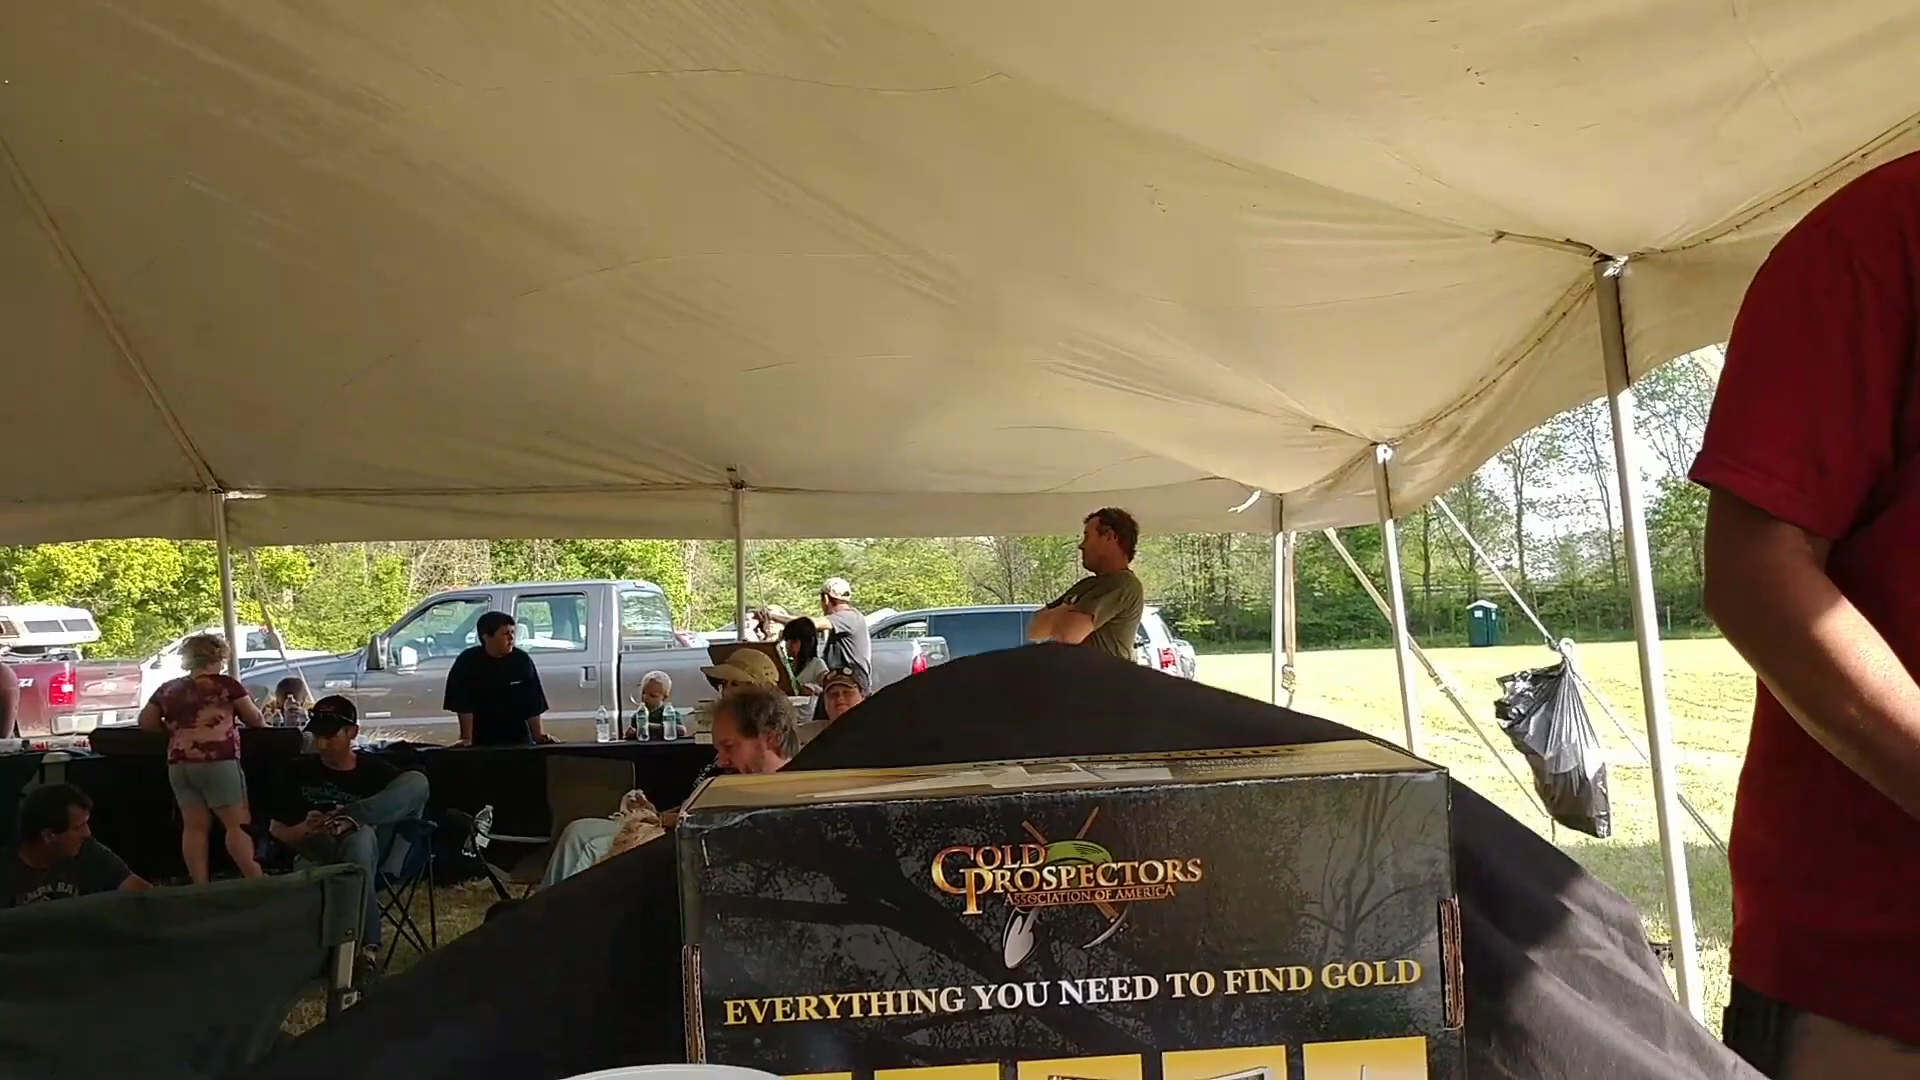 GOLD
PROSPECTORS
ASSOCIATION OF AMERICA
EVERYTHING YOU NEED TO FIND GOLD